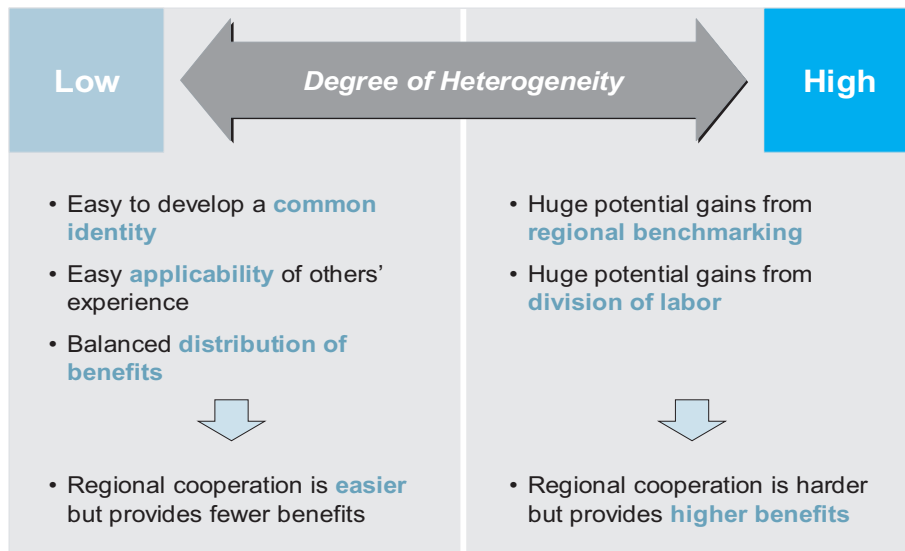 Low
Degree of Heterogeneity
High
• Easy to develop a common
identity
• Easy applicability of others’
experience
• Balanced distribution of
benefits
• Regional cooperation is easier
but provides fewer benefits
• Huge potential gains from
regional benchmarking
• Huge potential gains from
division of labor
• Regional cooperation is harder
but provides higher benefits